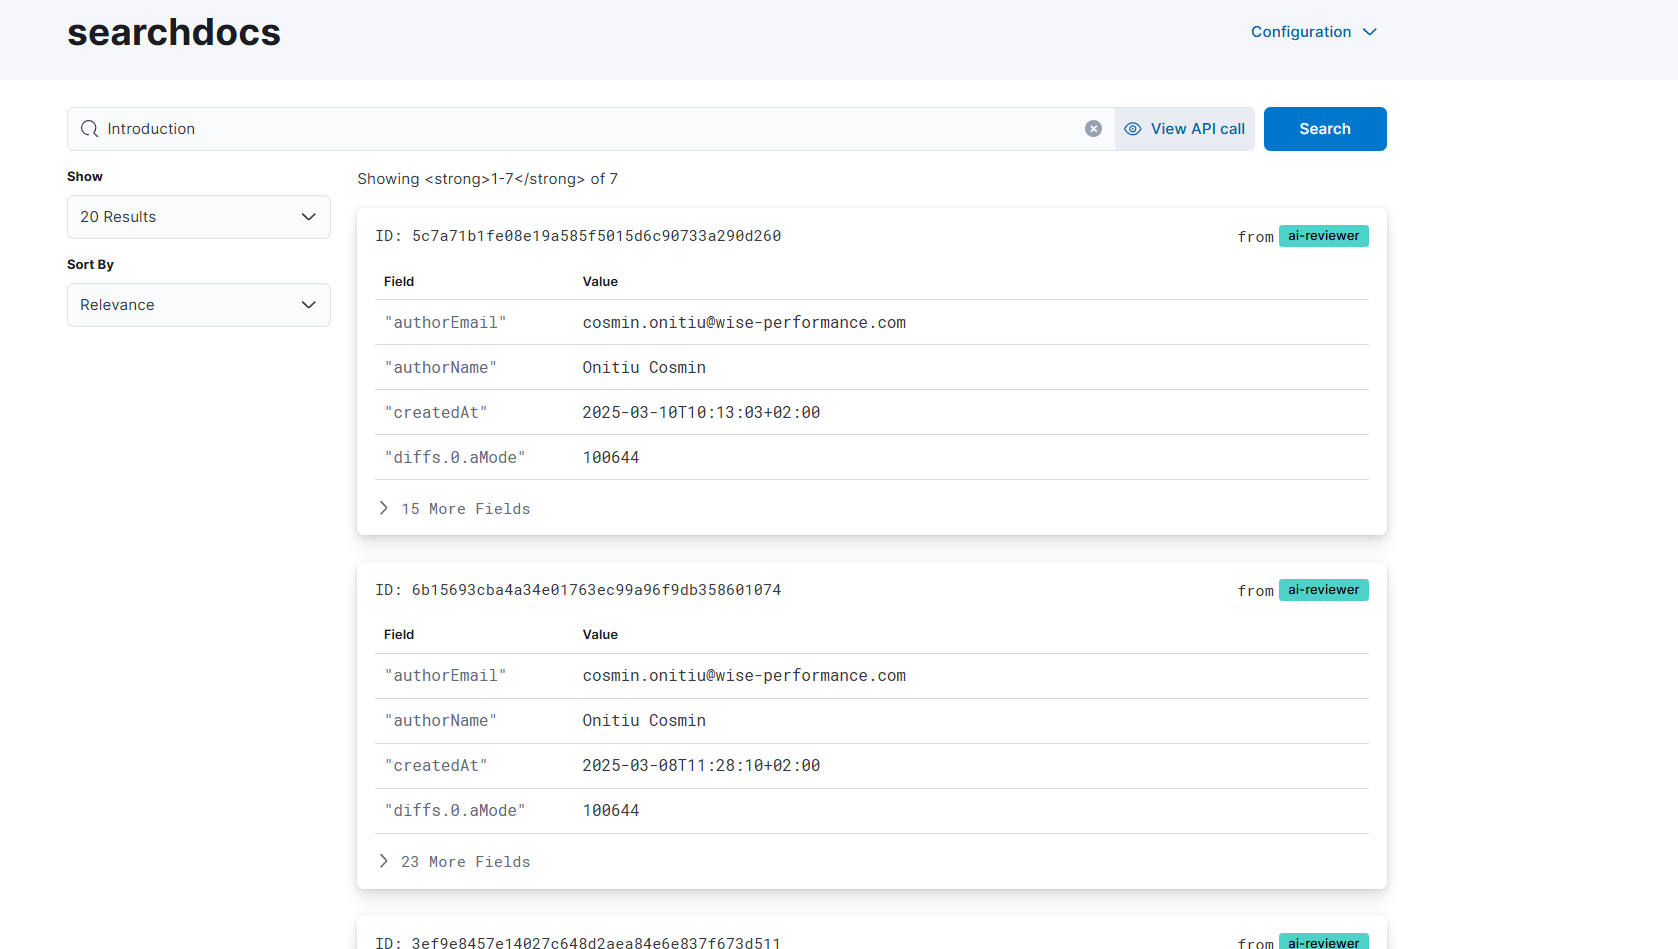 searchdocs
Configuration
Introduction
View API call
Search
Show
20 Results
Sort By
Relevance
Showing <strong>1-7</strong> of 7
ID: 5c7a71b1fe08e19a585f5015d6c90733a290d260 from ai-reviewer
Field Value
"authorEmail" cosmin.onitiu@wise-performance.com
"authorName" Onitiu Cosmin
"createdAt" 2025-03-10T10:13:03+02:00
"diffs.0.aMode" 100644
15 More Fields
ID: 6b15693cba4a34e01763ec99a96f9db358601074 from ai-reviewer
Field Value
"authorEmail" cosmin.onitiu@wise-performance.com
"authorName" Onitiu Cosmin
"createdAt" 2025-03-08T11:28:10+02:00
"diffs.0.aMode" 100644
23 More Fields
ID: 3ef9e8457e14027c648d2aea84e6e837f673d511 from ai-reviewer